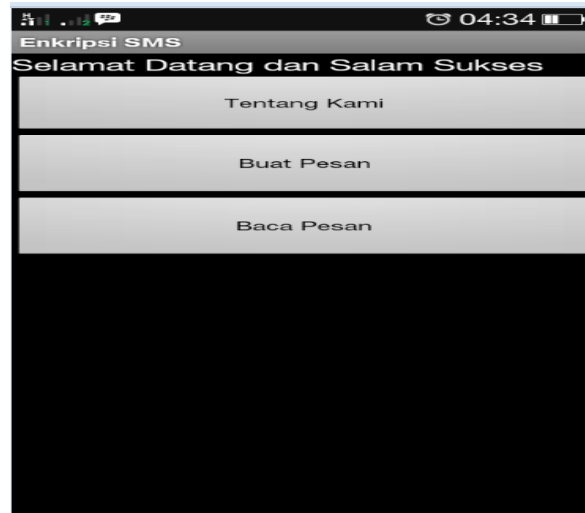 04:34
Enkripsi SMS
Selamat Datang dan Salam Sukses
Tentang Kami
Buat Pesan
Baca Pesan